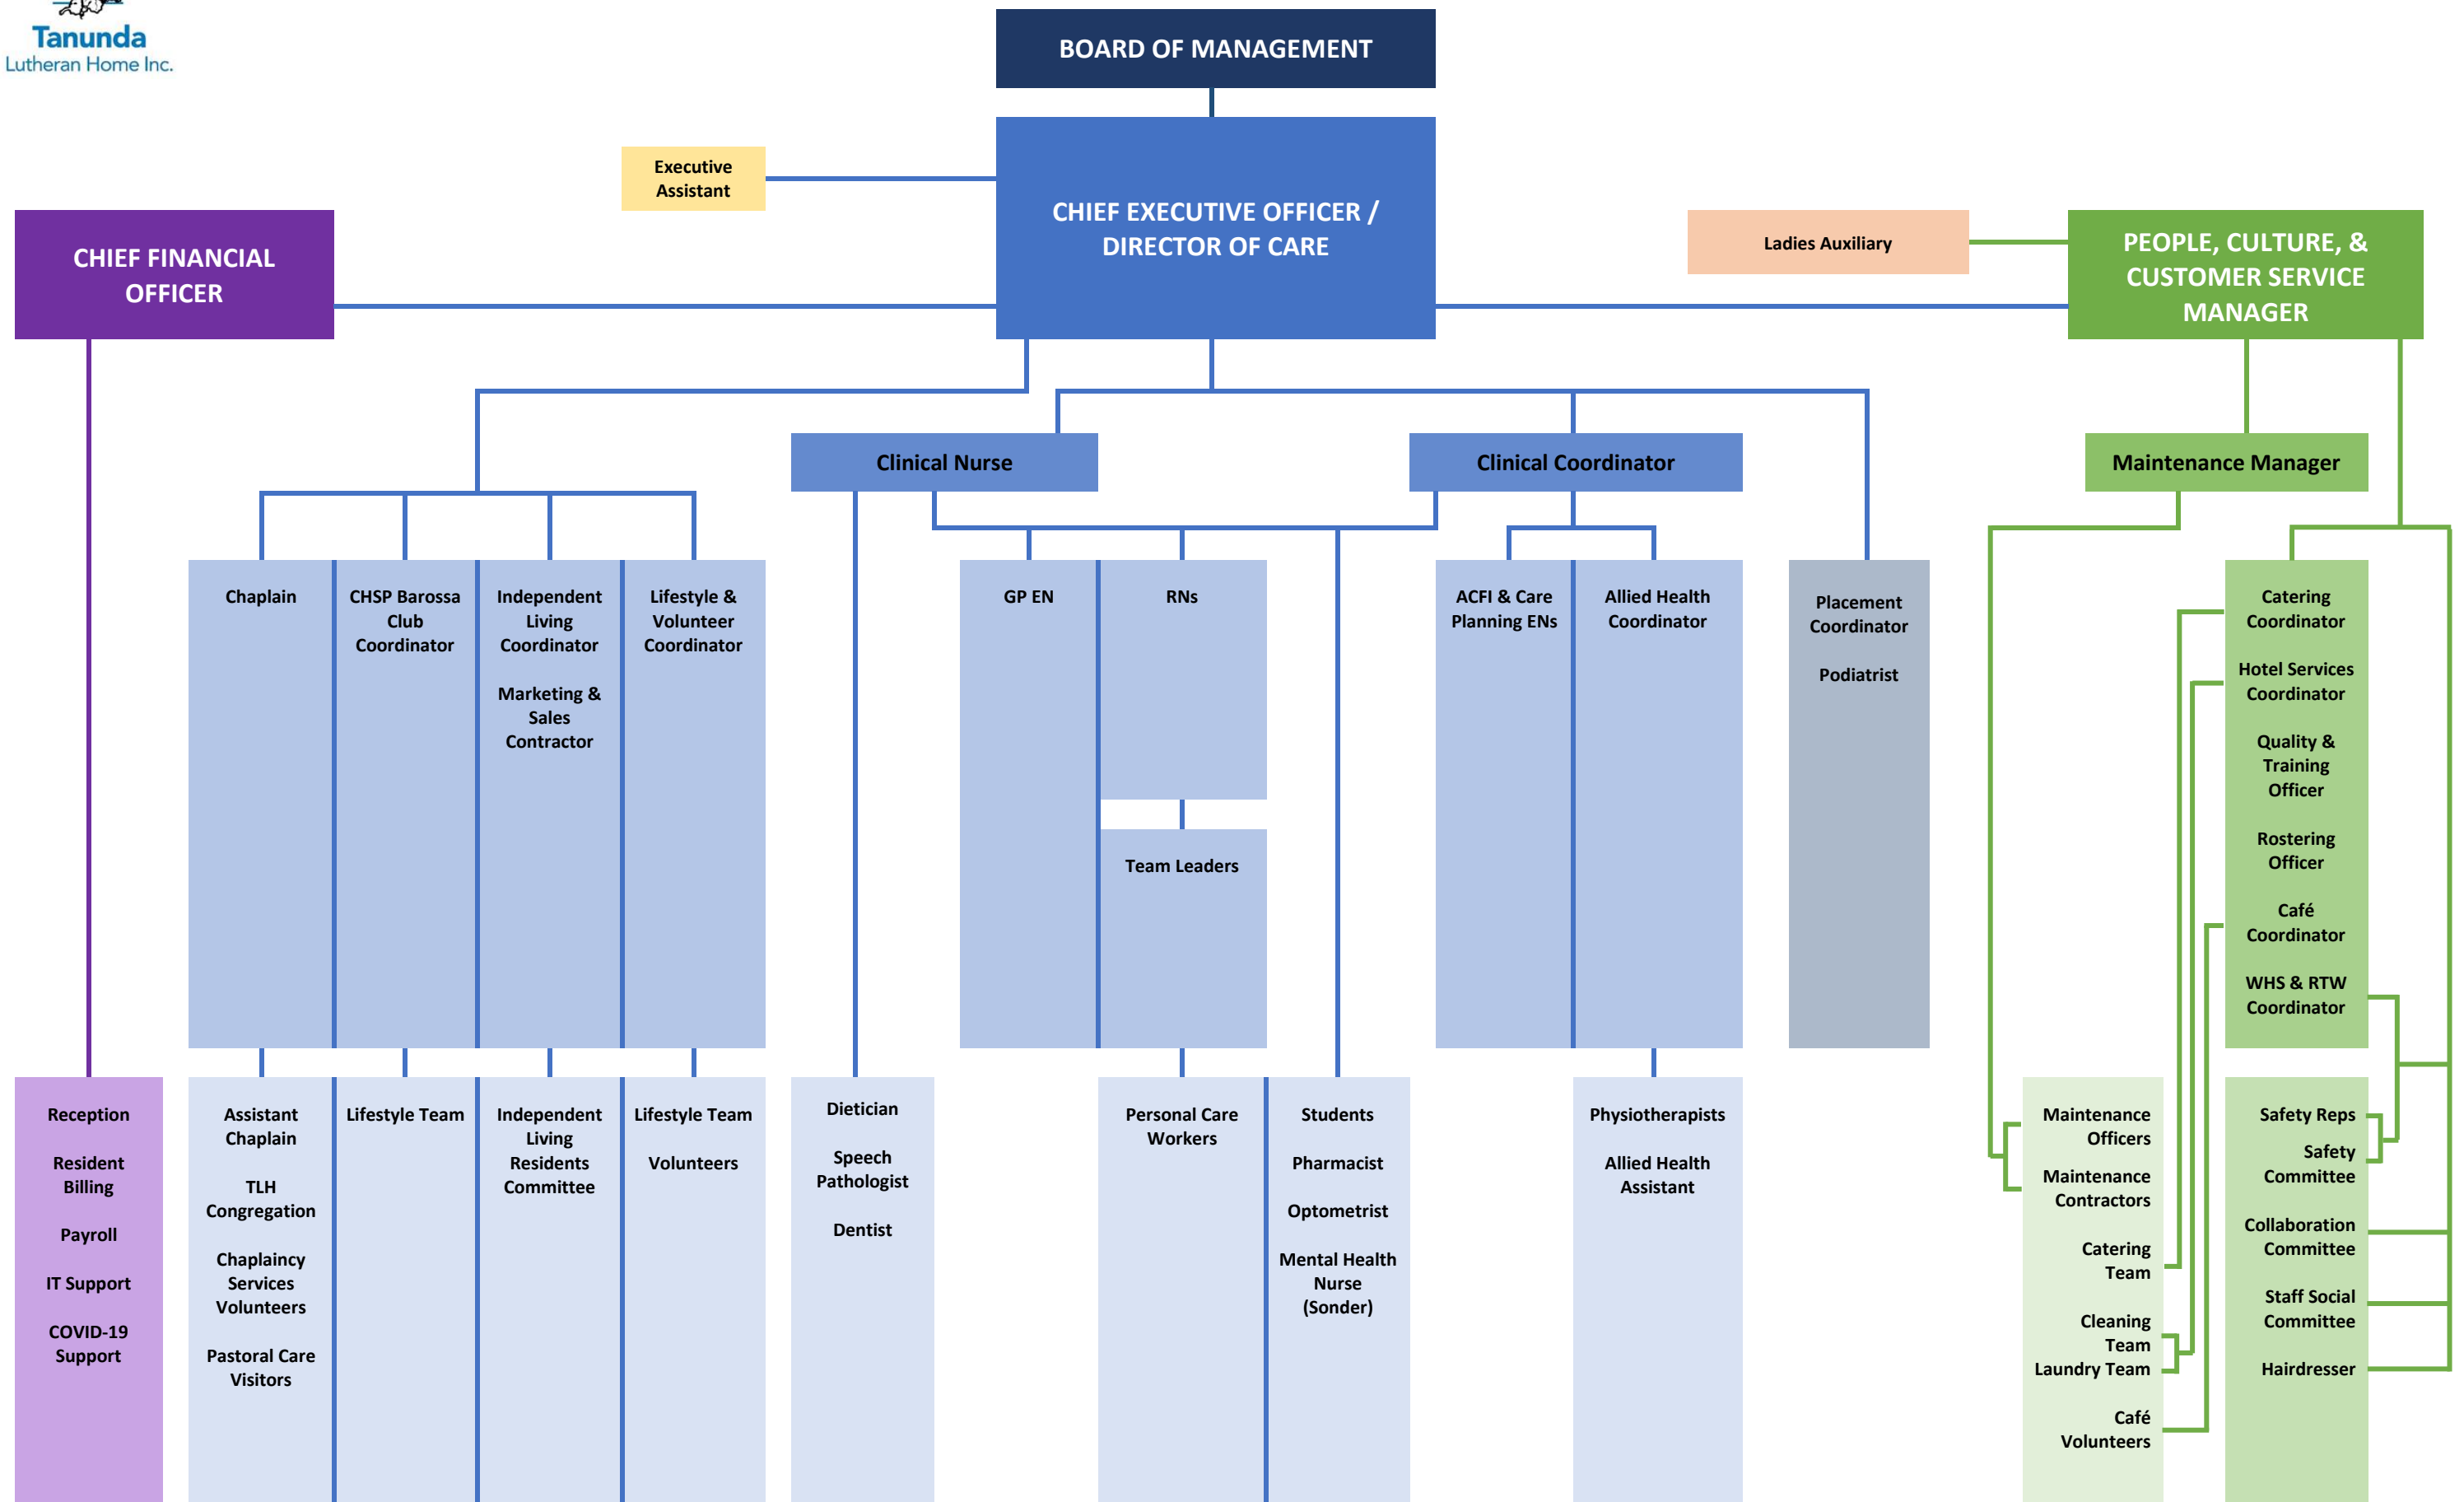 Tanunda
Lutheran Home Inc.
BOARD OF MANAGEMENT
Executive
Assistant
CHIEF EXECUTIVE OFFICER /
DIRECTOR OF CARE
CHIEF FINANCIAL
OFFICER
Ladies Auxiliary
PEOPLE, CULTURE, &
CUSTOMER SERVICE
MANAGER
Clinical Nurse
Clinical Coordinator
Maintenance Manager
Chaplain
CHSP Barossa
Club
Coordinator
Independent
Living
Coordinator
Marketing &
Sales
Contractor
Lifestyle &
Volunteer
Coordinator
GP EN
RNs
Team Leaders
ACFI & Care
Planning ENs
Allied Health
Coordinator
Placement
Coordinator
Podiatrist
Catering
Coordinator
Hotel Services
Coordinator
Quality &
Training
Officer
Rostering
Officer
Café
Coordinator
WHS & RTW
Coordinator
Reception
Resident
Billing
Payroll
IT Support
COVID-19
Support
Assistant
Chaplain
TLH
Congregation
Chaplaincy
Services
Volunteers
Pastoral Care
Visitors
Lifestyle Team
Independent
Living
Residents
Committee
Lifestyle Team
Volunteers
Dietician
Speech
Pathologist
Dentist
Personal Care
Workers
Students
Pharmacist
Optometrist
Mental Health
Nurse
(Sonder)
Physiotherapists
Allied Health
Assistant
Maintenance
Officers
Maintenance
Contractors
Catering
Team
Cleaning
Team
Laundry Team
Café
Volunteers
Safety Reps
Safety
Committee
Collaboration
Committee
Staff Social
Committee
Hairdresser